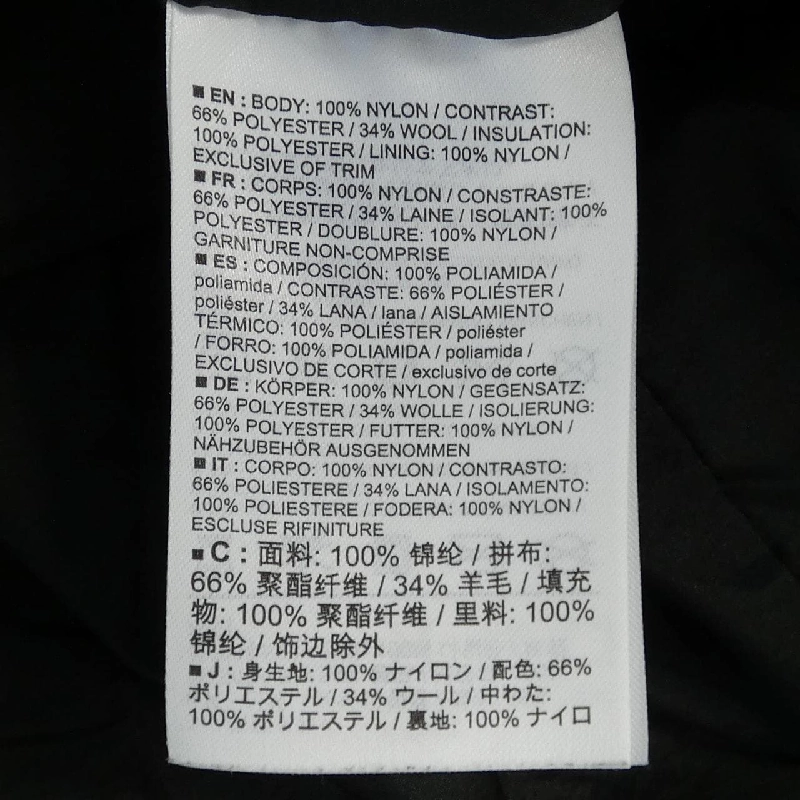 ■ EN : BODY: 100% NYLON / CONTRAST:
66% POLYESTER / 34% WOOL / INSULATION:
100% POLYESTER / LINING: 100% NYLON /
EXCLUSIVE OF TRIM
■ FR : CORPS: 100% NYLON / CONSTRASTE:
66% POLYESTER / 34% LAINE / ISOLANT: 100%
POLYESTER / DOUBLURE: 100% NYLON /
GARNITURE NON-COMPRISE
■ ES : COMPOSICIÓN: 100% POLIAMIDA /
poliamida / CONTRASTE: 66% POLIÉSTER /
poliéster / 34% LANA / lana / AISLAMIENTO
TÉRMICO: 100% POLIÉSTER / poliéster
/ FORRO: 100% POLIAMIDA / poliamida /
EXCLUSIVO DE CORTE / exclusivo de corte
■ DE : KÖRPER: 100% NYLON / GEGENSATZ:
66% POLYESTER / 34% WOLLE / ISOLIERUNG:
100% POLYESTER / FUTTER: 100% NYLON /
NÄHZUBEHÖR AUSGENOMMEN
■ IT : CORPO: 100% NYLON / CONTRASTO:
66% POLIESTERE / 34% LANA / ISOLAMENTO:
100% POLIESTERE / FODERA: 100% NYLON /
ESCLUSE RIFINITURE
■ C : 面料: 100% 锦纶 / 拼布:
66% 聚酯纤维 / 34% 羊毛 / 填充
物: 100% 聚酯纤维 / 里料: 100%
锦纶 / 饰边除外
■ J : 身生地: 100% ナイロン / 配色: 66%
ポリエステル / 34% ウール / 中わた:
100% ポリエステル / 裏地: 100% ナイロ